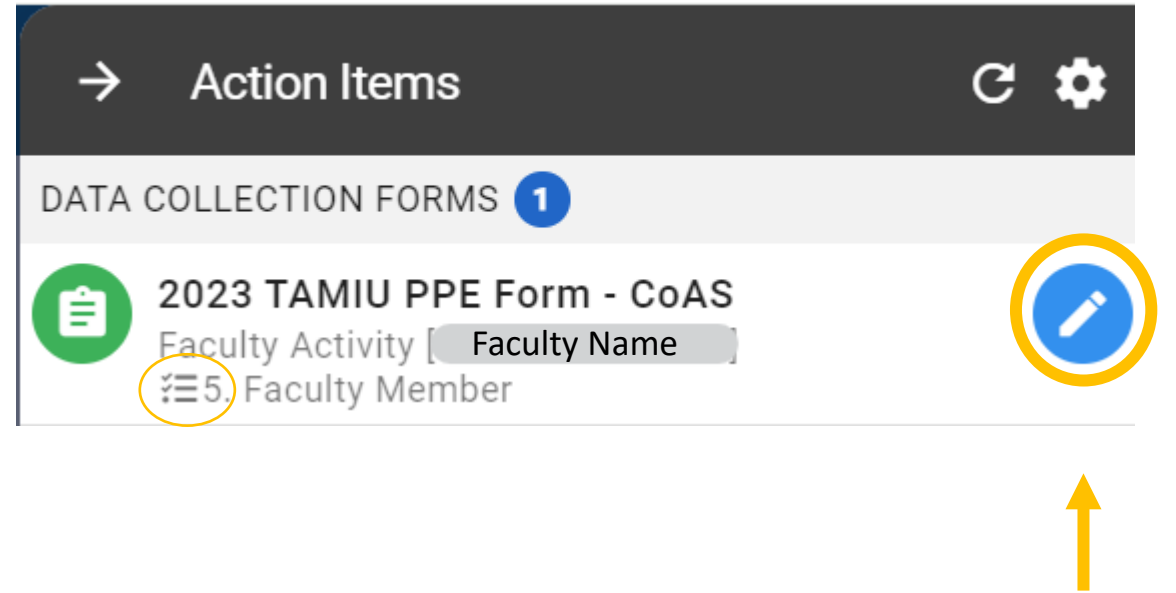 Action Items
DATA COLLECTION FORMS 1
2023 TAMIU PPE Form - CoAS
Faculty Activity [ Faculty Name ]
5. Faculty Member